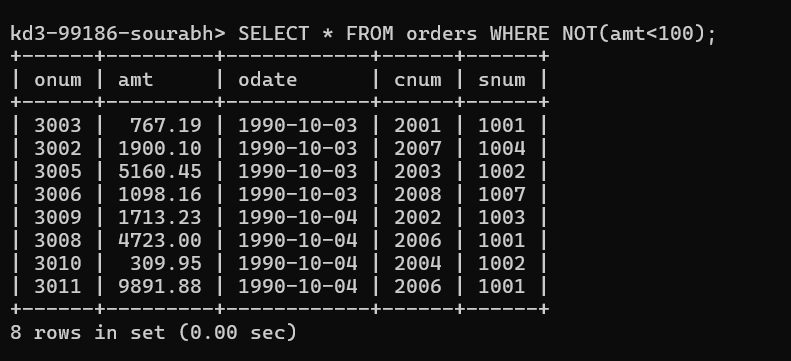 kd3-99186-sourabh> SELECT * FROM orders WHERE NOT(amt<100);
+------+---------+------------+------+------+
| onum | amt     | odate      | cnum | snum |
+------+---------+------------+------+------+
| 3003 |  767.19 | 1990-10-03 | 2001 | 1001 |
| 3002 | 1900.10 | 1990-10-03 | 2007 | 1004 |
| 3005 | 5160.45 | 1990-10-03 | 2003 | 1002 |
| 3006 | 1098.16 | 1990-10-03 | 2008 | 1007 |
| 3009 | 1713.23 | 1990-10-04 | 2002 | 1003 |
| 3008 | 4723.00 | 1990-10-04 | 2006 | 1001 |
| 3010 |  309.95 | 1990-10-04 | 2004 | 1002 |
| 3011 | 9891.88 | 1990-10-04 | 2006 | 1001 |
+------+---------+------------+------+------+
8 rows in set (0.00 sec)